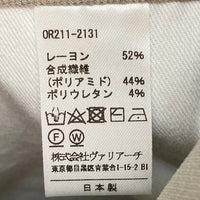 OR211-2131
レーヨン 52%
合成繊維
(ポリアミド) 44%
ポリウレタン 4%
株式会社ヴァリアーチ
東京都目黒区青葉台1-15-2 BI
日本製